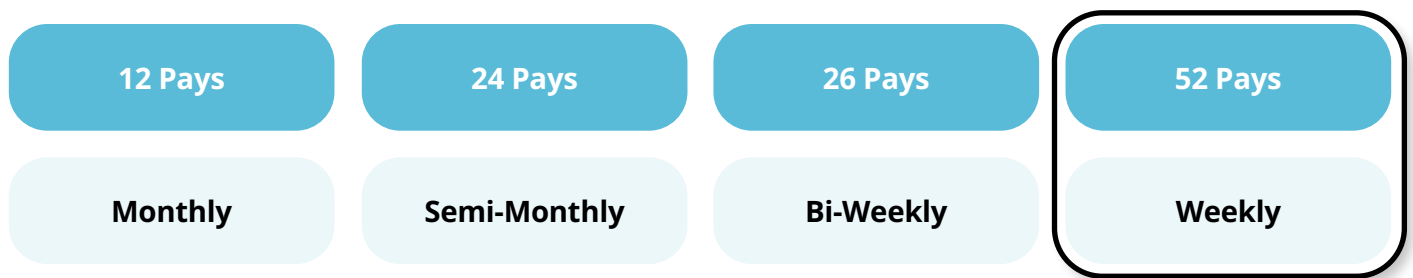 12 Pays
24 Pays
26 Pays
52 Pays
Monthly
Semi-Monthly
Bi-Weekly
Weekly